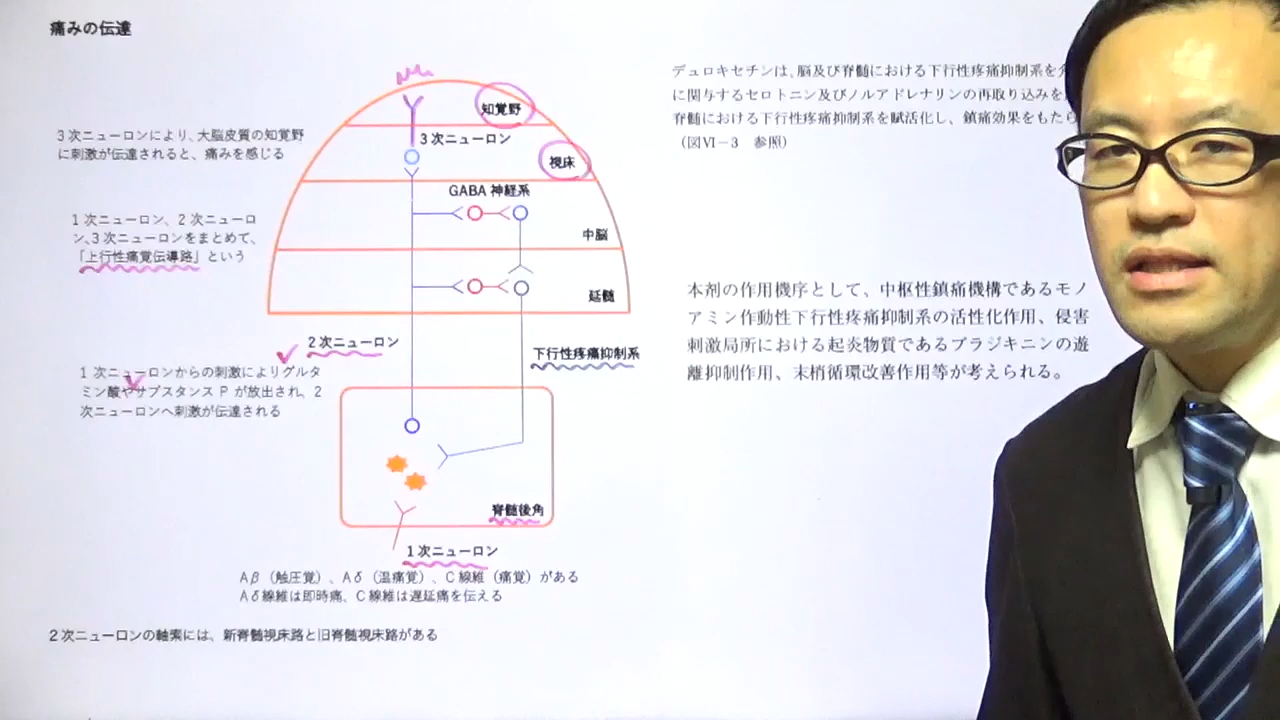 痛みの伝達
デュロキセチンは、脳及び脊髄における下行性疼痛抑制系を
に関与するセロトニン及びノルアドレナリンの再取り込みを
脊髄における下行性疼痛抑制系を賦活化し、鎮痛効果をもたら
（図Ⅵ－3　参照）
知覚野
3次ニューロンにより、大脳皮質の知覚野
に刺激が伝達されると、痛みを感じる
3次ニューロン
視床
GABA 神経系
1次ニューロン、2次ニューロ
ン、3次ニューロンをまとめて、
「上行性痛覚伝導路」という
中脳
延髄
本剤の作用機序として、中枢性鎮痛機構であるモノ
アミン作動性下行性疼痛抑制系の活性化作用、侵害
刺激局所における起炎物質であるブラジキニンの遊
離抑制作用、末梢循環改善作用等が考えられる。
2次ニューロン
下行性疼痛抑制系
1次ニューロンからの刺激によりグルタ
ミン酸やサブスタンス P が放出され、2
次ニューロンへ刺激が伝達される
脊髄後角
1次ニューロン
Aβ（触圧覚）、Aδ（温痛覚）、C線維（痛覚）がある
Aδ線維は即時痛、C線維は遅延痛を伝える
2次ニューロンの軸索には、新脊髄視床路と旧脊髄視床路がある